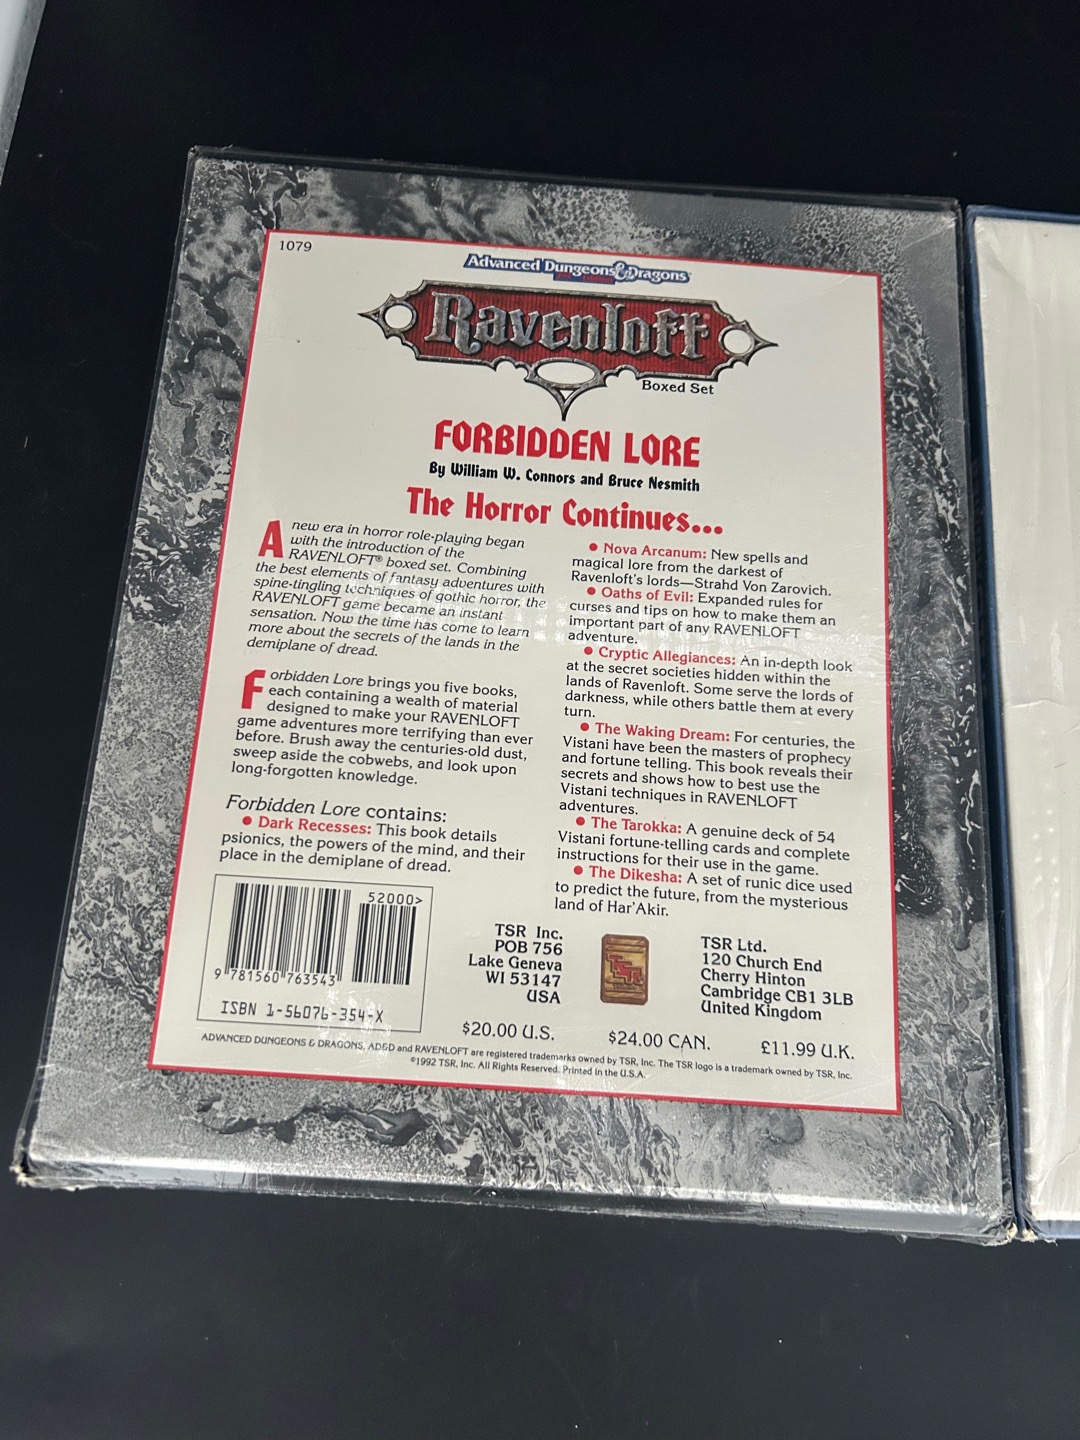 1079
Advanced Dungeons & Dragons
2nd Edition
Ravenloft
Boxed Set
FORBIDDEN LORE
By William W. Connors and Bruce Nesmith
The Horror Continues...
A new era in horror role-playing began
with the introduction of the
RAVENLOFT® boxed set. Combining
the best elements of fantasy adventures with
spine-tingling techniques of gothic horror, the
RAVENLOFT game became an instant
sensation. Now the time has come to learn
more about the secrets of the lands in the
demiplane of dread.
Forbidden Lore brings you five books,
each containing a wealth of material
designed to make your RAVENLOFT
game adventures more terrifying than ever
before. Brush away the centuries-old dust,
sweep aside the cobwebs, and look upon
long-forgotten knowledge.
Forbidden Lore contains:
● Dark Recesses: This book details
psionics, the powers of the mind, and their
place in the demiplane of dread.
● Nova Arcanum: New spells and
magical lore from the darkest of
Ravenloft's lords—Strahd Von Zarovich.
● Oaths of Evil: Expanded rules for
curses and tips on how to make them an
important part of any RAVENLOFT
adventure.
● Cryptic Allegiances: An in-depth look
at the secret societies hidden within the
lands of Ravenloft. Some serve the lords of
darkness, while others battle them at every
turn.
● The Waking Dream: For centuries, the
Vistani have been the masters of prophecy
and fortune telling. This book reveals their
secrets and shows how to best use the
Vistani techniques in RAVENLOFT
adventures.
● The Tarokka: A genuine deck of 54
Vistani fortune-telling cards and complete
instructions for their use in the game.
● The Dikesha: A set of runic dice used
to predict the future, from the mysterious
land of Har'Akir.
52000>
9 781560 763543
ISBN 1-56076-354-X
TSR Inc.
POB 756
Lake Geneva
WI 53147
USA
TSR
TSR Ltd.
120 Church End
Cherry Hinton
Cambridge CB1 3LB
United Kingdom
$20.00 U.S.
$24.00 CAN.
£11.99 U.K.
ADVANCED DUNGEONS & DRAGONS, AD&D and RAVENLOFT are registered trademarks owned by TSR, Inc. The TSR logo is a trademark owned by TSR, Inc.
©1992 TSR, Inc. All Rights Reserved. Printed in the U.S.A.